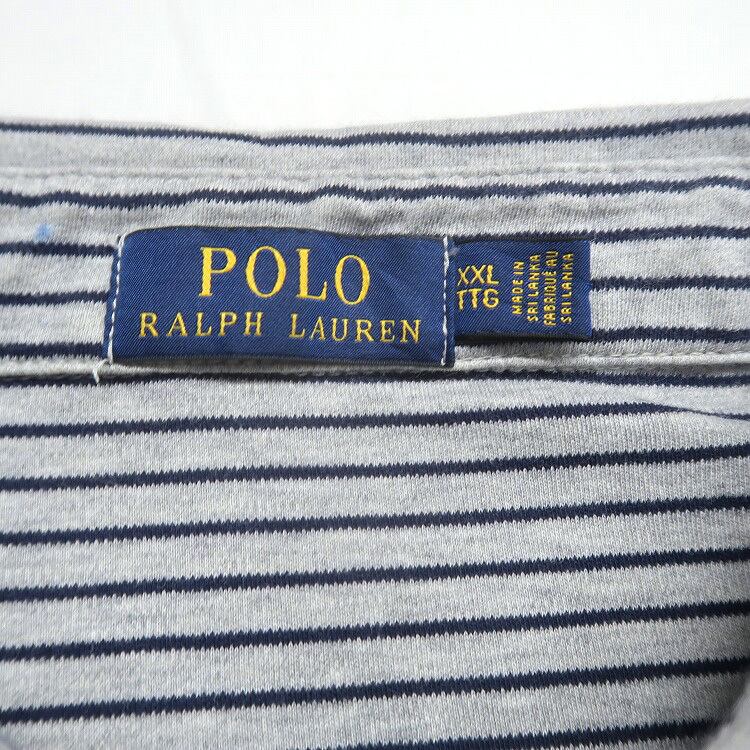 POLO
RALPH LAUREN
XXL
TTG
MADE IN
SRI LANKA
FABRIQUÉ AU
SRI LANKA